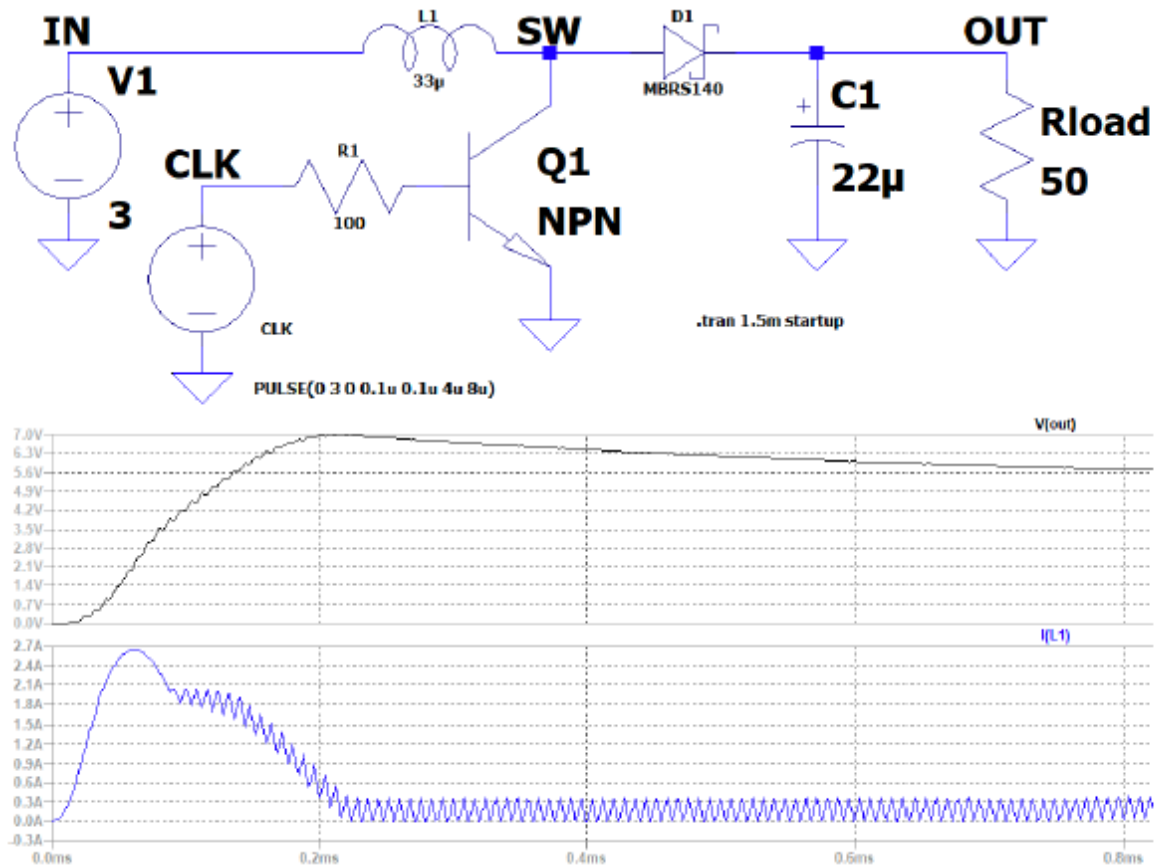 IN
L1
33µ
SW
D1
MBRS140
OUT
V1
3
CLK
R1
100
Q1
NPN
+
C1
22µ
Rload
50
CLK
.tran 1.5m startup
PULSE(0 3 0 0.1u 0.1u 4u 8u)
V(out)
7.0V
6.3V
5.6V
4.9V
4.2V
3.5V
2.8V
2.1V
1.4V
0.7V
0.0V
I(L1)
2.7A
2.4A
2.1A
1.8A
1.5A
1.2A
0.9A
0.6A
0.3A
0.0A
-0.3A
0.0ms 0.2ms 0.4ms 0.6ms 0.8ms